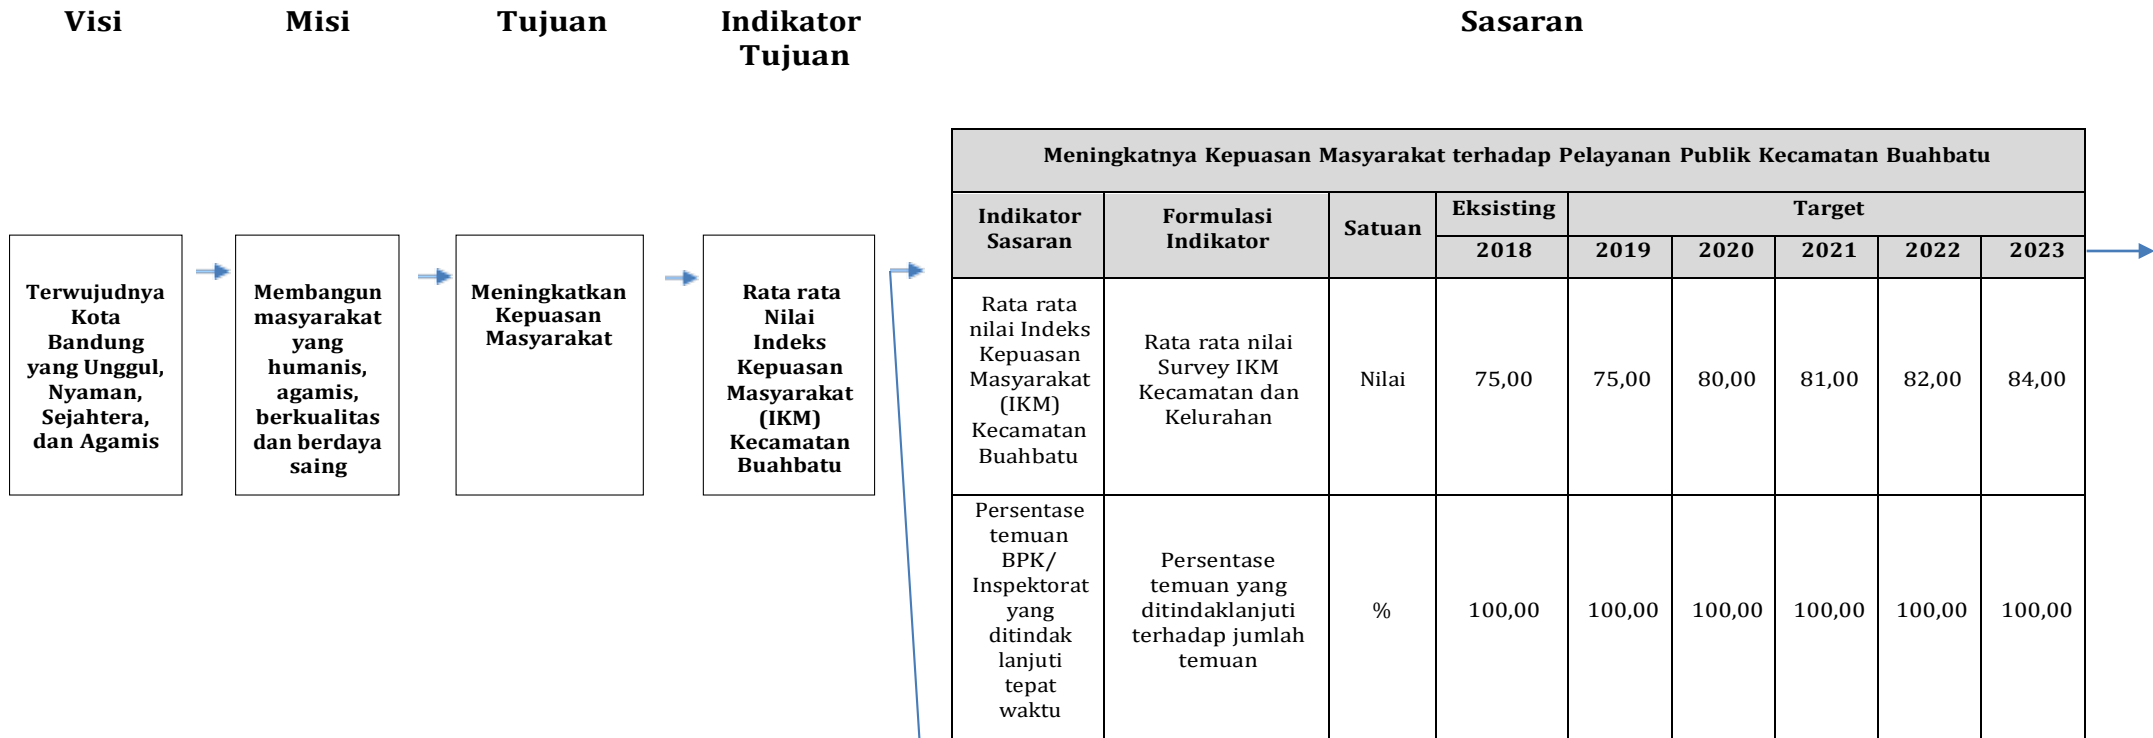 Visi
Misi
Tujuan
Indikator
Tujuan
Sasaran
Terwujudnya
Kota
Bandung
yang Unggul,
Nyaman,
Sejahtera,
dan Agamis
Membangun
masyarakat
yang
humanis,
agamis,
berkualitas
dan berdaya
saing
Meningkatkan
Kepuasan
Masyarakat
Rata rata
Nilai
Indeks
Kepuasan
Masyarakat
(IKM)
Kecamatan
Buahbatu
Meningkatnya Kepuasan Masyarakat terhadap Pelayanan Publik Kecamatan Buahbatu
Indikator
Sasaran
Formulasi
Indikator
Satuan
Eksisting
Target
2018
2019
2020
2021
2022
2023
Rata rata
nilai Indeks
Kepuasan
Masyarakat
(IKM)
Kecamatan
Buahbatu
Rata rata nilai
Survey IKM
Kecamatan dan
Kelurahan
Nilai
75,00
75,00
80,00
81,00
82,00
84,00
Persentase
temuan
BPK/
Inspektorat
yang
ditindak
lanjuti
tepat
waktu
Persentase
temuan yang
ditindaklanjuti
terhadap jumlah
temuan
%
100,00
100,00
100,00
100,00
100,00
100,00